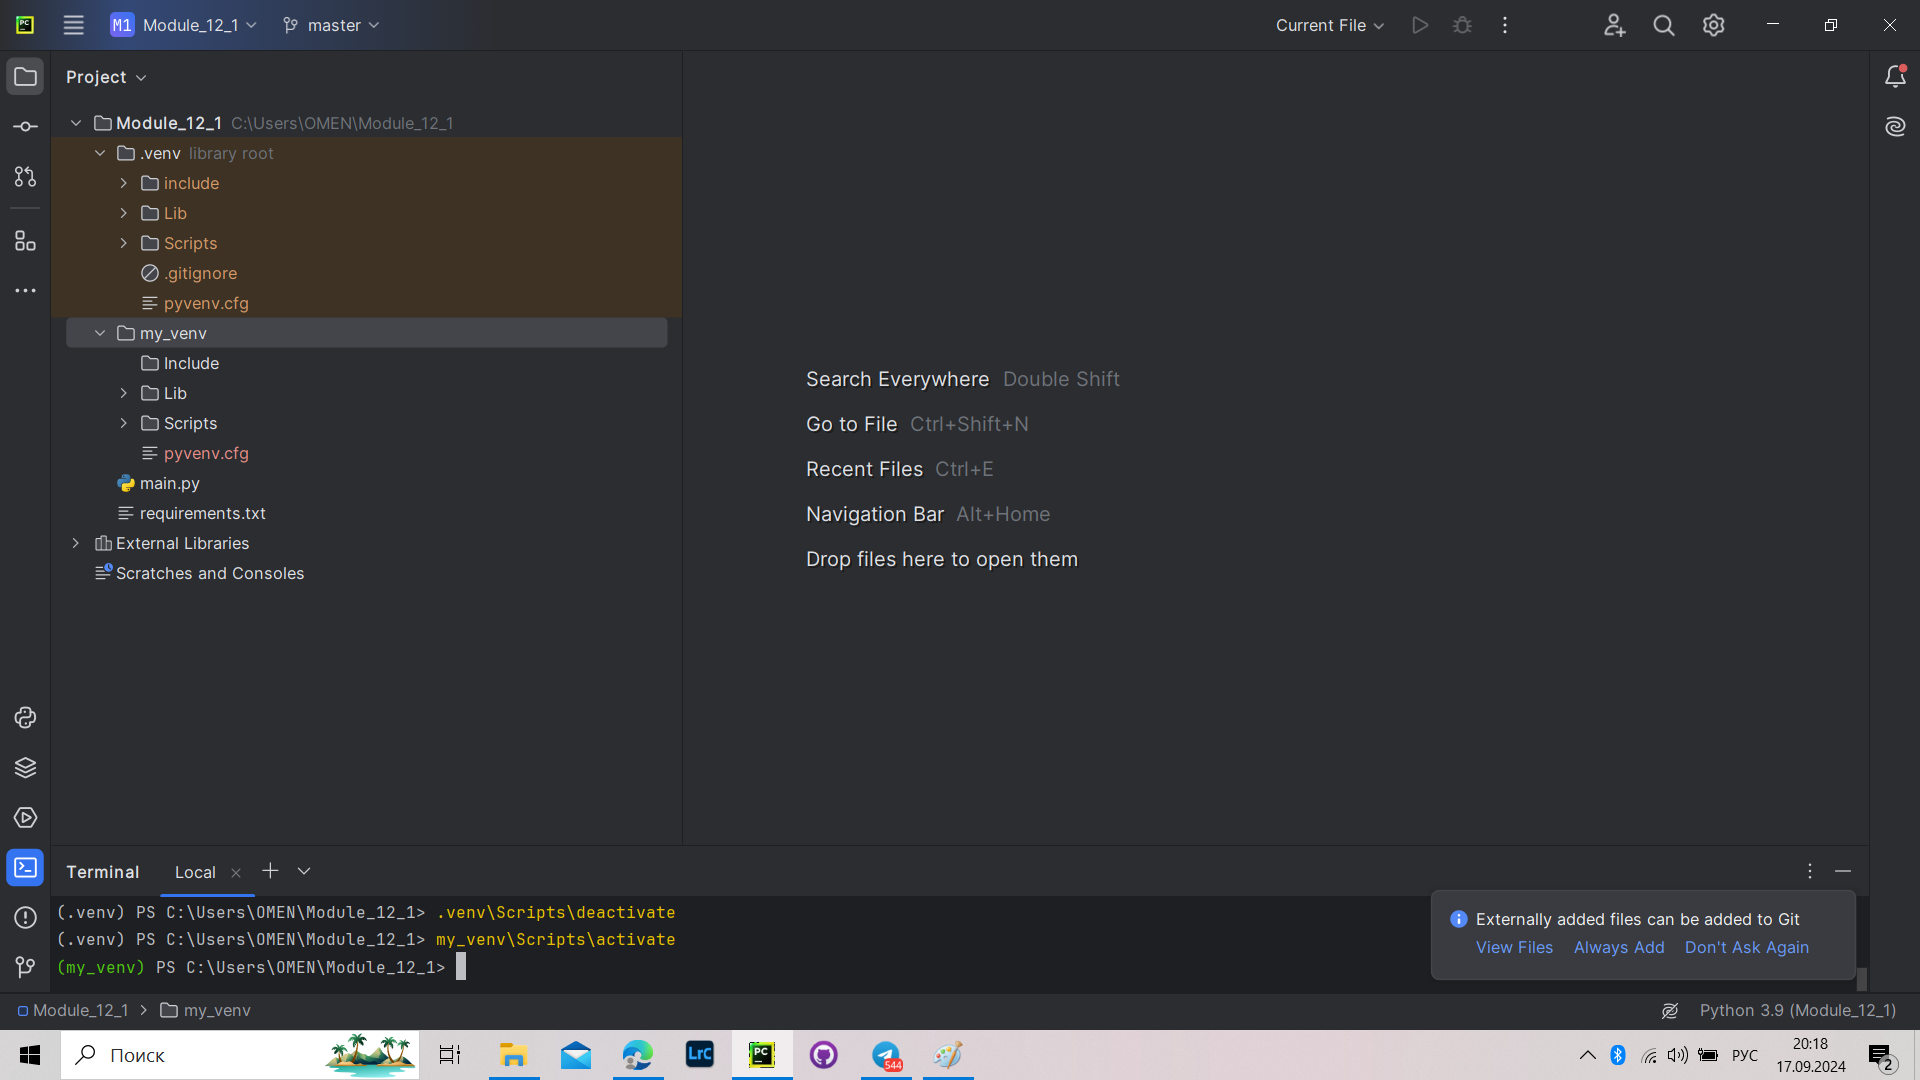 M1 Module_12_1 master Current File
Project
Module_12_1 C:\Users\OMEN\Module_12_1
.venv library root
include
Lib
Scripts
.gitignore
pyvenv.cfg
my_venv
Include
Lib
Scripts
pyvenv.cfg
main.py
requirements.txt
External Libraries
Scratches and Consoles
Search Everywhere Double Shift
Go to File Ctrl+Shift+N
Recent Files Ctrl+E
Navigation Bar Alt+Home
Drop files here to open them
Terminal Local
(.venv) PS C:\Users\OMEN\Module_12_1> .venv\Scripts\deactivate
(.venv) PS C:\Users\OMEN\Module_12_1> my_venv\Scripts\activate
(my_venv) PS C:\Users\OMEN\Module_12_1>
Externally added files can be added to Git
View Files Always Add Don't Ask Again
Module_12_1 my_venv Python 3.9 (Module_12_1)
Поиск LrC PC 544 РУС 20:18
17.09.2024 2